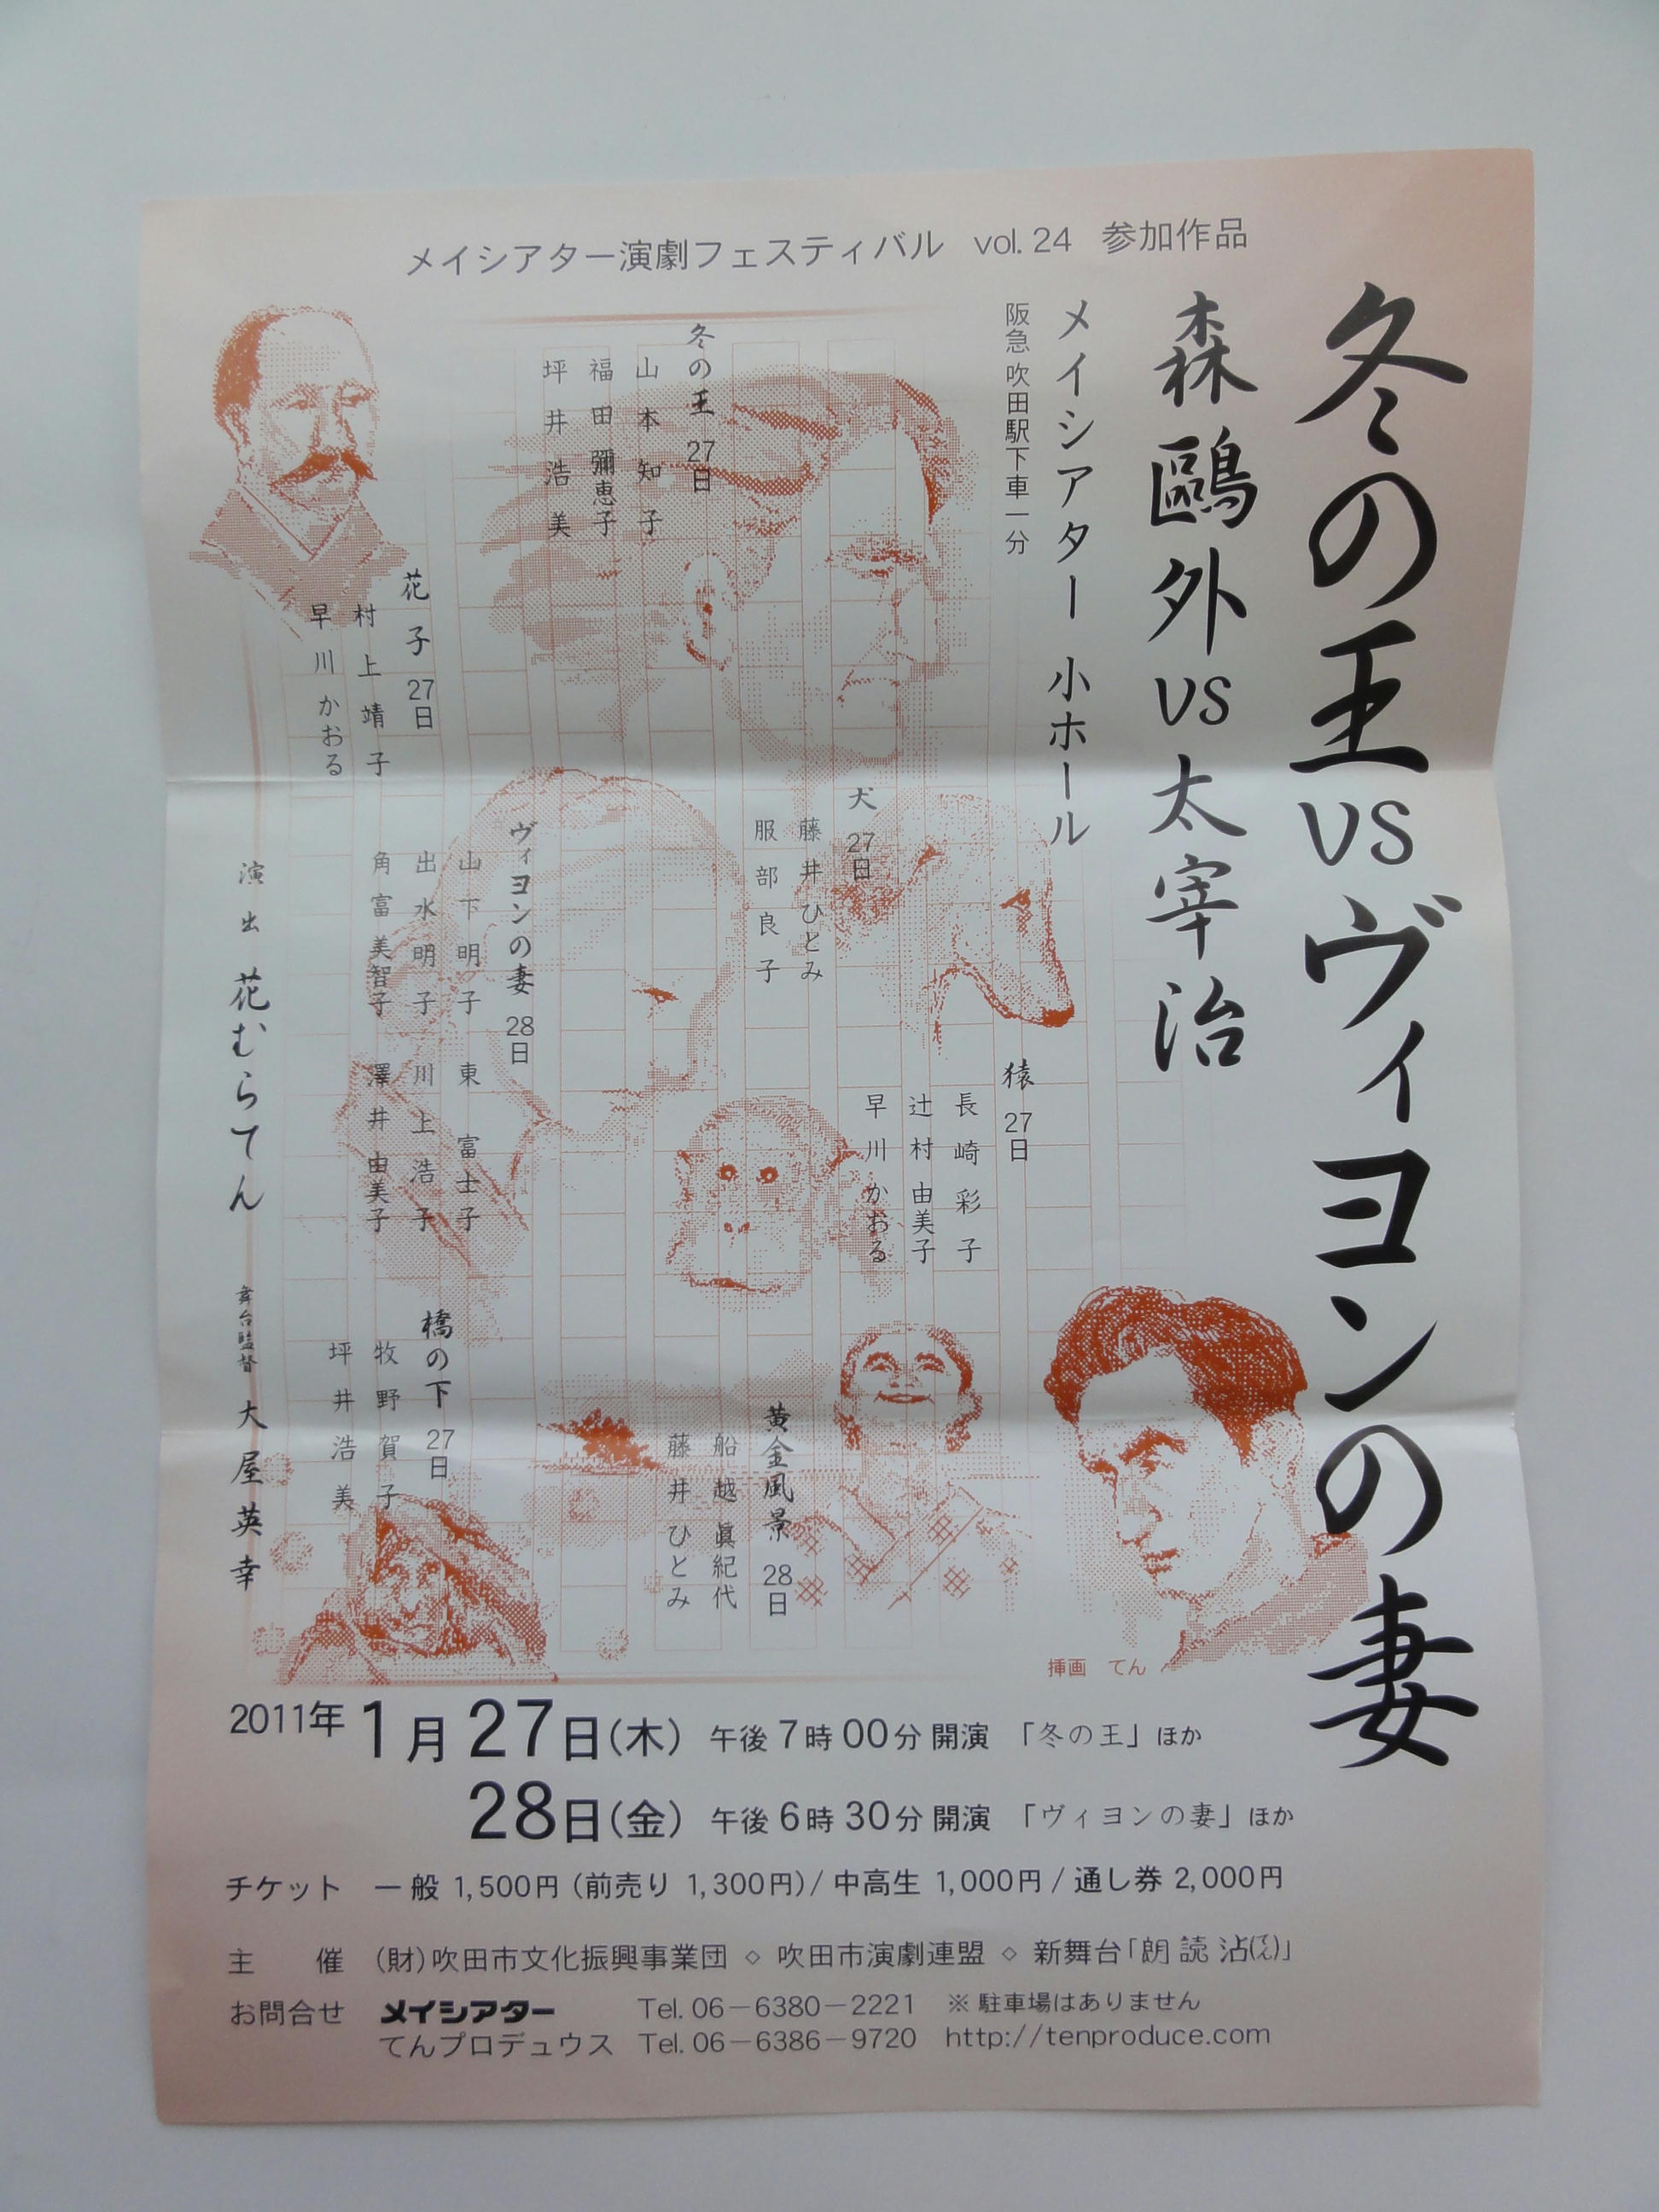 メイシアター演劇フェスティバル vol. 24 参加作品
冬の王vsヴィヨンの妻
森鷗外vs太宰治
メイシアター 小ホール
阪急 吹田駅下車一分
冬の王 27日
山本知子
福田彌恵子
坪井浩美
花子 27日
村上靖子
早川かおる
犬 27日
藤井ひとみ
服部良子
ヴィヨンの妻 28日
山下明子 東富士子
出水明子 川上浩子
角富美智子 澤井由美子
猿 27日
長崎彩子
辻村由美子
早川かおる
橋の下 27日
牧野賀子
坪井浩美
黄金風景 28日
船越眞紀代
藤井ひとみ
演出 花むらてん 舞台監督 大屋英幸
挿画 てん
2011年 1月27日(木) 午後7時00分開演 「冬の王」ほか
28日(金) 午後6時30分開演 「ヴィヨンの妻」ほか
チケット 一般 1,500円 (前売り 1,300円) / 中高生 1,000円 / 通し券 2,000円
主催 (財)吹田市文化振興事業団 ◇ 吹田市演劇連盟 ◇ 新舞台「朗読沾(てん)」
お問合せ メイシアター Tel. 06-6380-2221 ※駐車場はありません
てんプロデュウス Tel. 06-6386-9720 http://tenproduce.com